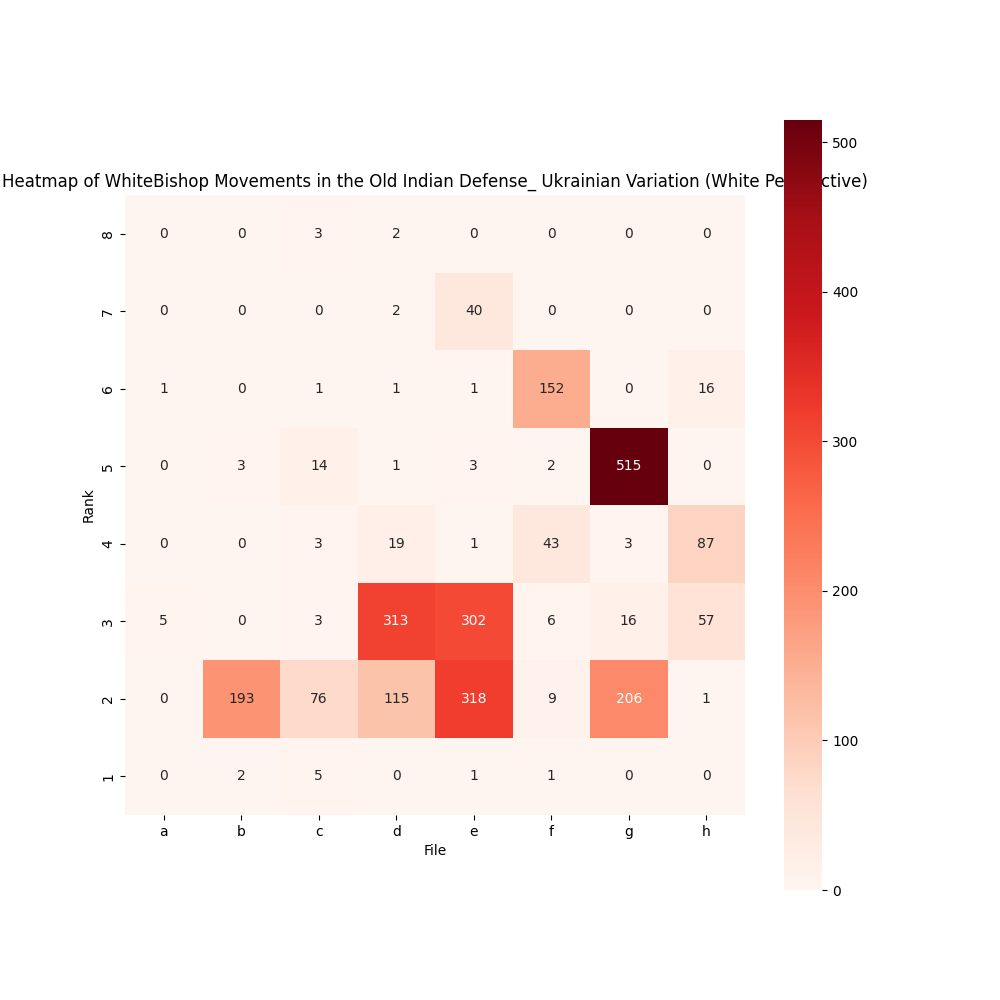 Heatmap of WhiteBishop Movements in the Old Indian Defense_ Ukrainian Variation (White Pe ctive)
500
400
300
200
100
0
Rank
8 0 0 3 2 0 0 0 0
7 0 0 0 2 40 0 0 0
6 1 0 1 1 1 152 0 16
5 0 3 14 1 3 2 515 0
4 0 0 3 19 1 43 3 87
3 5 0 3 313 302 6 16 57
2 0 193 76 115 318 9 206 1
1 0 2 5 0 1 1 0 0
a b c d e f g h
File